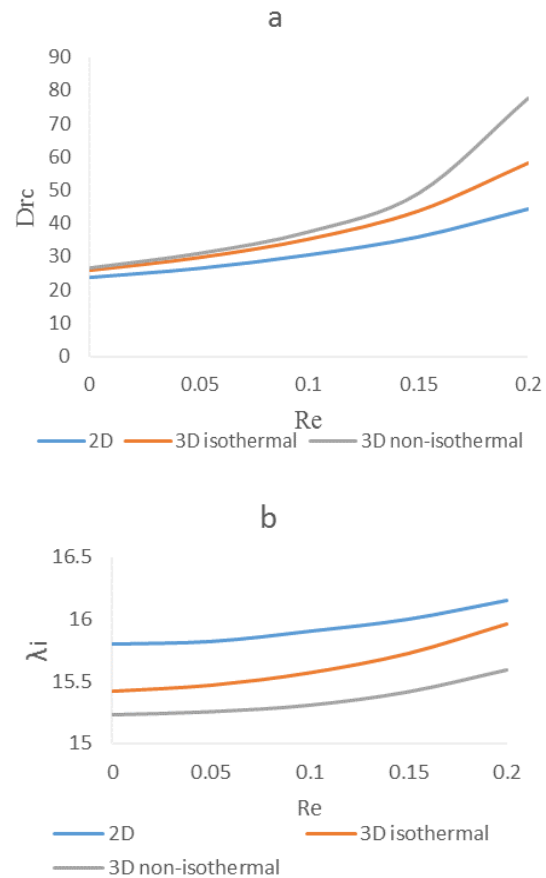 a
90
80
70
60
50
40
30
20
10
0
Drc
0 0.05 0.1 0.15 0.2
Re
2D 3D isothermal 3D non-isothermal
b
16.5
16
15.5
15
λi
0 0.05 0.1 0.15 0.2
Re
2D 3D isothermal
3D non-isothermal